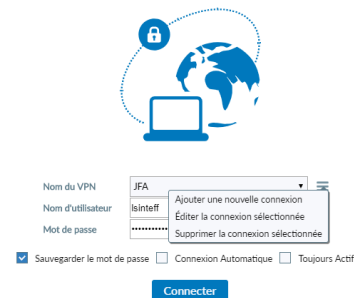 Nom du VPN JFA
Ajouter une nouvelle connexion
Nom d'utilisateur lsinteff
Éditer la connexion sélectionnée
Mot de passe ••••••••••
Supprimer la connexion sélectionnée
Sauvegarder le mot de passe Connexion Automatique Toujours Actif
Connecter